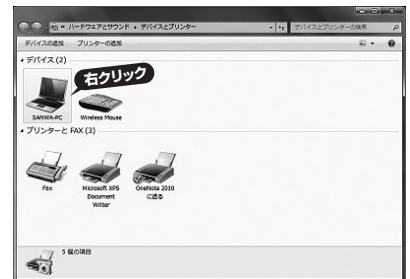 « ハードウェアとサウンド ▸ デバイスとプリンター
デバイスとプリンターの検索
デバイスの追加 プリンターの追加
デバイス (2)
右クリック
SANWA-PC
Wireless Mouse
プリンターと FAX (3)
Fax
Microsoft XPS
Document
Writer
OneNote 2010
に送る
5 個の項目